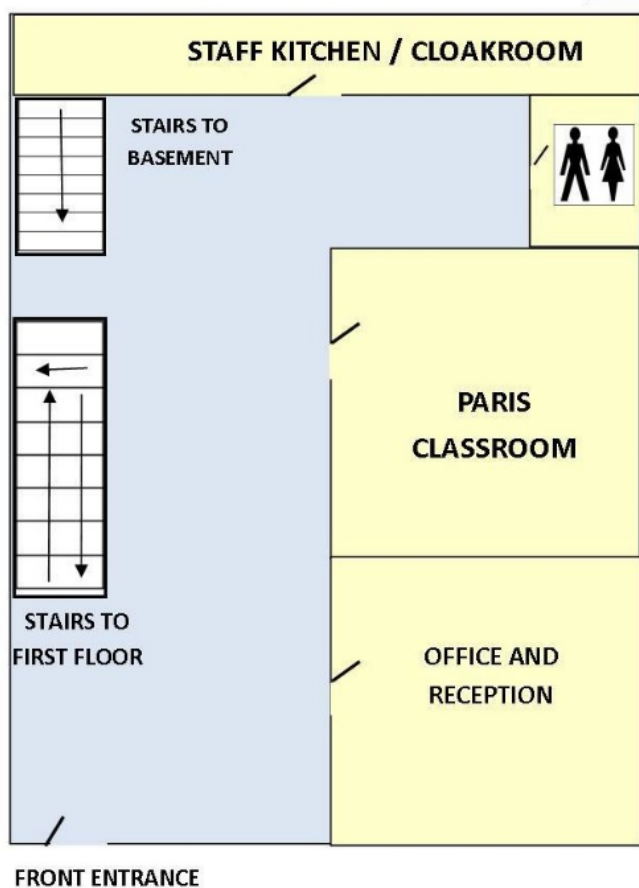 STAFF KITCHEN / CLOAKROOM
STAIRS TO
BASEMENT
PARIS
CLASSROOM
STAIRS TO
FIRST FLOOR
OFFICE AND
RECEPTION
FRONT ENTRANCE